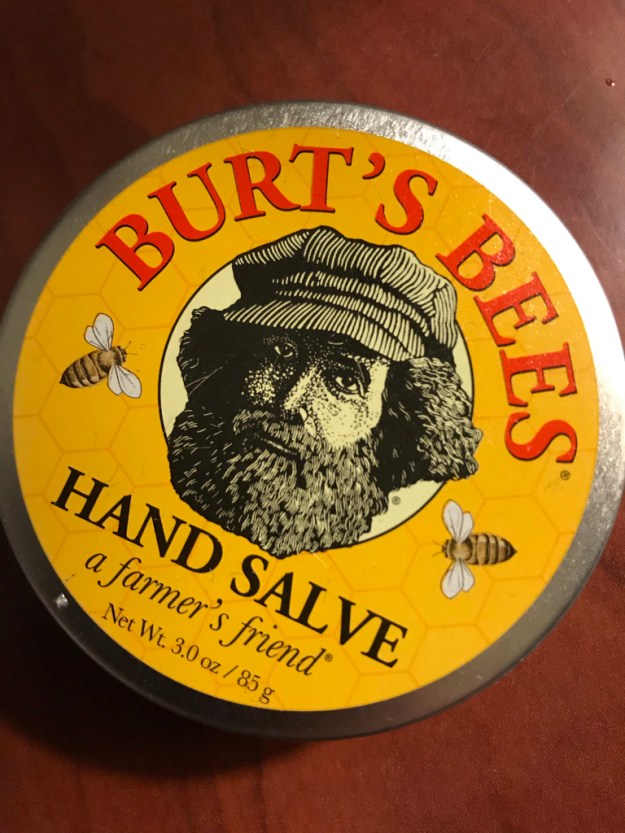 BURT'S BEES®
HAND SALVE
a farmer's friend®
Net Wt. 3.0 oz / 85 g
®